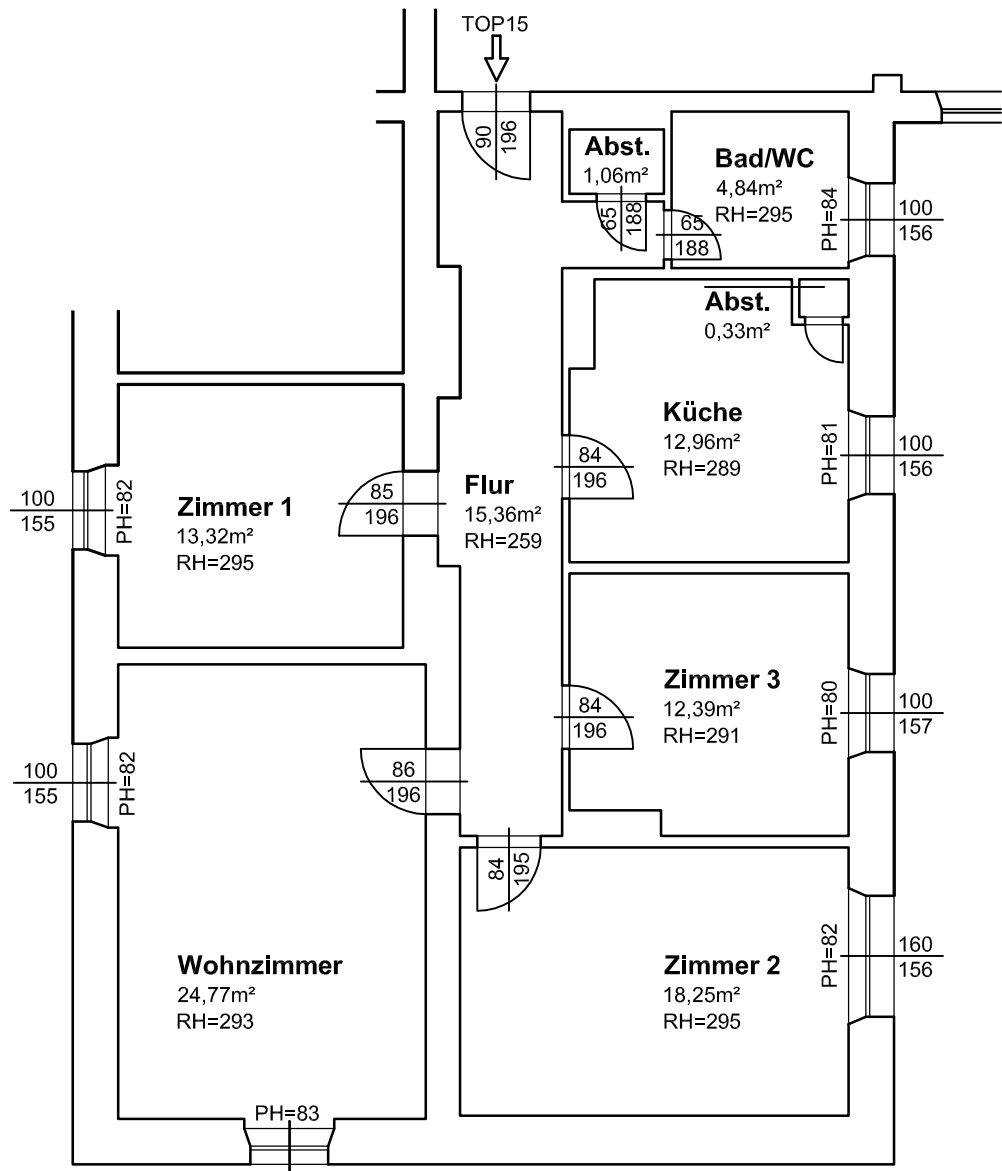 TOP15
90
196
Abst.
1,06m²
65
188
Bad/WC
4,84m²
RH=295
65
188
PH=84
100
156
Abst.
0,33m²
Küche
12,96m²
RH=289
84
196
PH=81
100
156
Flur
15,36m²
RH=259
85
196
Zimmer 1
13,32m²
RH=295
100
155
PH=82
Zimmer 3
12,39m²
RH=291
84
196
PH=80
100
157
100
155
PH=82
86
196
84
195
Wohnzimmer
24,77m²
RH=293
Zimmer 2
18,25m²
RH=295
PH=82
160
156
PH=83